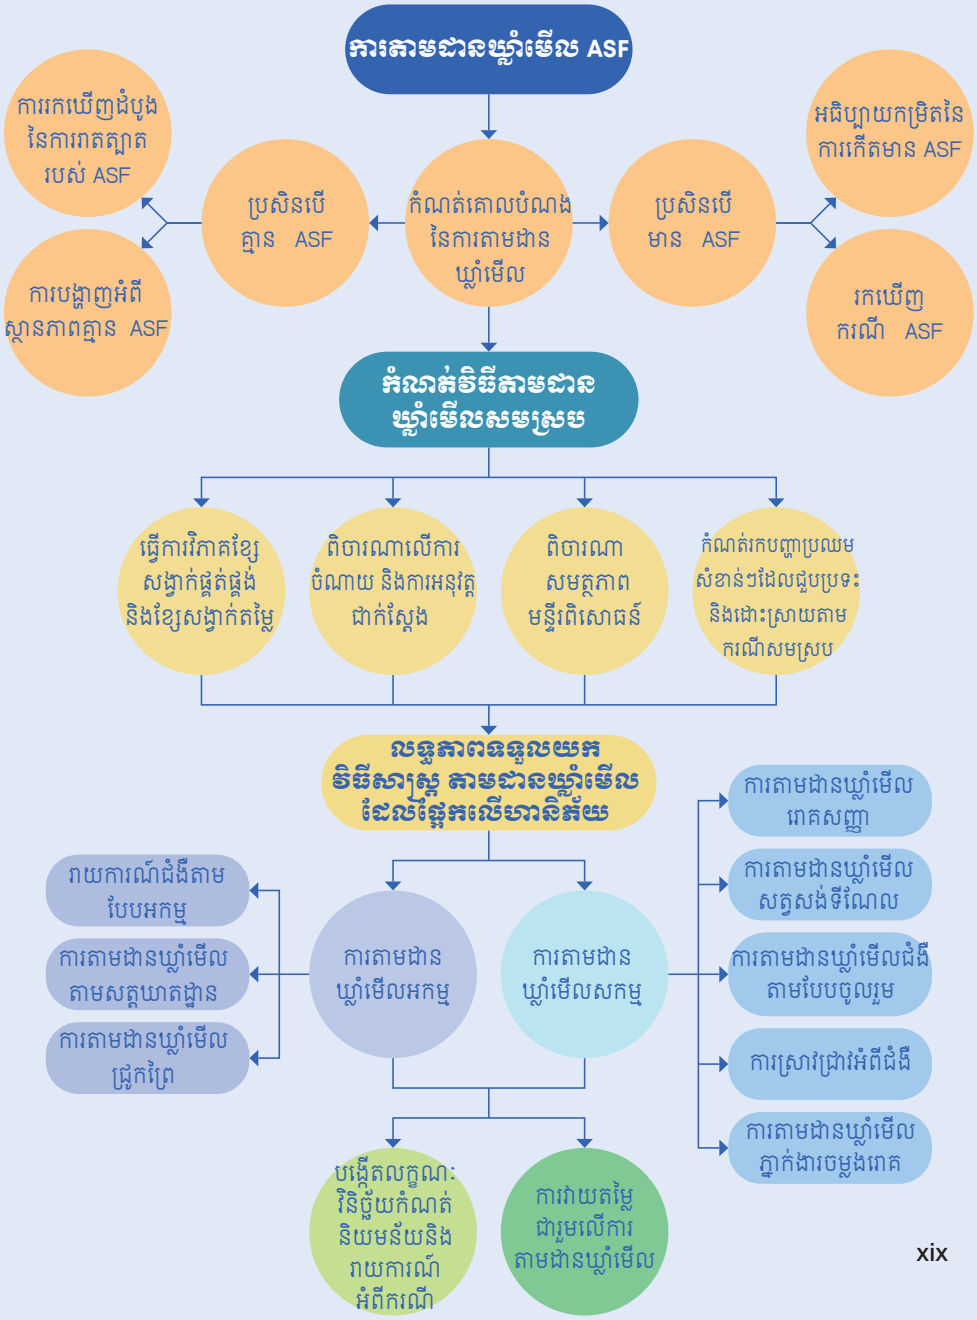 ការតាមដានឃ្លាំមើល ASF
ការរកឃើញដំបូង
នៃការរាតត្បាត
របស់ ASF
ការបង្ហាញអំពី
ស្ថានភាពគ្មាន ASF
ប្រសិនបើ
គ្មាន ASF
កំណត់គោលបំណង
នៃការតាមដាន
ឃ្លាំមើល
ប្រសិនបើ
មាន ASF
អធិប្បាយកម្រិតនៃ
ការកើតមាន ASF
រកឃើញ
ករណី ASF
កំណត់វិធីតាមដាន
ឃ្លាំមើលសមស្រប
ធ្វើការវិភាគខ្សែ
សង្វាក់ផ្គត់ផ្គង់
និងខ្សែសង្វាក់តម្លៃ
ពិចារណាលើការ
ចំណាយ និងការអនុវត្ត
ជាក់ស្តែង
ពិចារណា
សមត្ថភាព
មន្ទីរពិសោធន៍
កំណត់រកបញ្ហាប្រឈម
សំខាន់ៗដែលជួបប្រទះ
និងដោះស្រាយតាម
ករណីសមស្រប
លទ្ធភាពទទួលយក
វិធីសាស្ត្រ តាមដានឃ្លាំមើល
ដែលផ្អែកលើហានិភ័យ
រាយការណ៍ជំងឺតាម
បែបអកម្ម
ការតាមដានឃ្លាំមើល
តាមសត្តឃាតដ្ឋាន
ការតាមដានឃ្លាំមើល
ជ្រូកព្រៃ
ការតាមដាន
ឃ្លាំមើលអកម្ម
ការតាមដាន
ឃ្លាំមើលសកម្ម
ការតាមដានឃ្លាំមើល
រោគសញ្ញា
ការតាមដានឃ្លាំមើល
សត្វសង់ទីណែល
ការតាមដានឃ្លាំមើលជំងឺ
តាមបែបចូលរួម
ការស្រាវជ្រាវអំពីជំងឺ
ការតាមដានឃ្លាំមើល
ភ្នាក់ងារចម្លងរោគ
បង្កើតលក្ខណៈ
វិនិច្ឆ័យកំណត់
និយមន័យនិង
រាយការណ៍
អំពីករណី
ការវាយតម្លៃ
ជារួមលើការ
តាមដានឃ្លាំមើល
xix